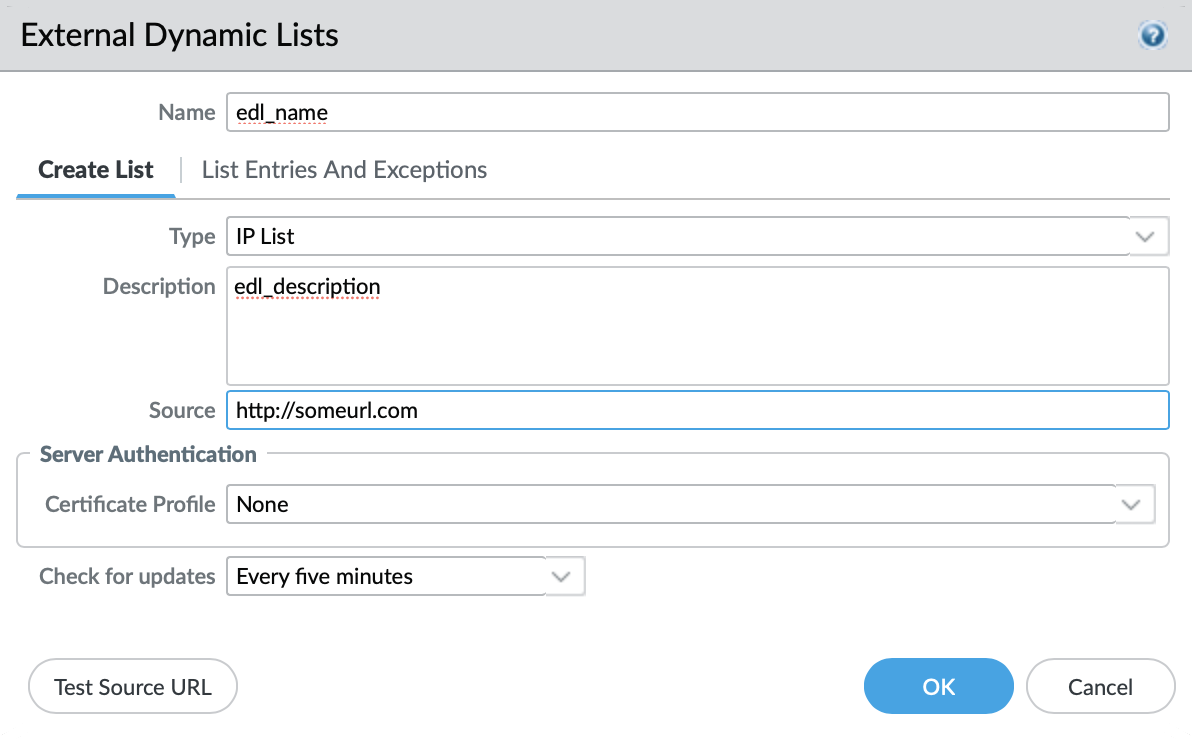 External Dynamic Lists
?
Name edl_name
Create List List Entries And Exceptions
Type IP List
Description edl_description
Source http://someurl.com
Server Authentication
Certificate Profile None
Check for updates Every five minutes
Test Source URL OK Cancel